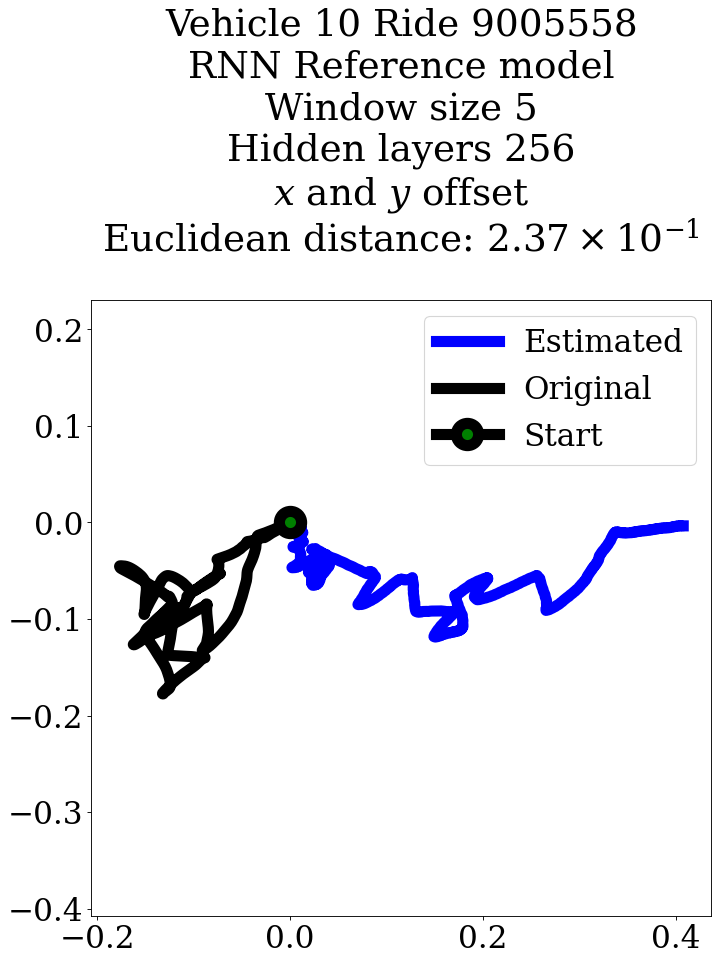 Vehicle 10 Ride 9005558
RNN Reference model
Window size 5
Hidden layers 256
x and y offset
Euclidean distance: 2.37 × 10⁻¹
Estimated
Original
Start
0.2
0.1
0.0
−0.1
−0.2
−0.3
−0.4
−0.2 0.0 0.2 0.4